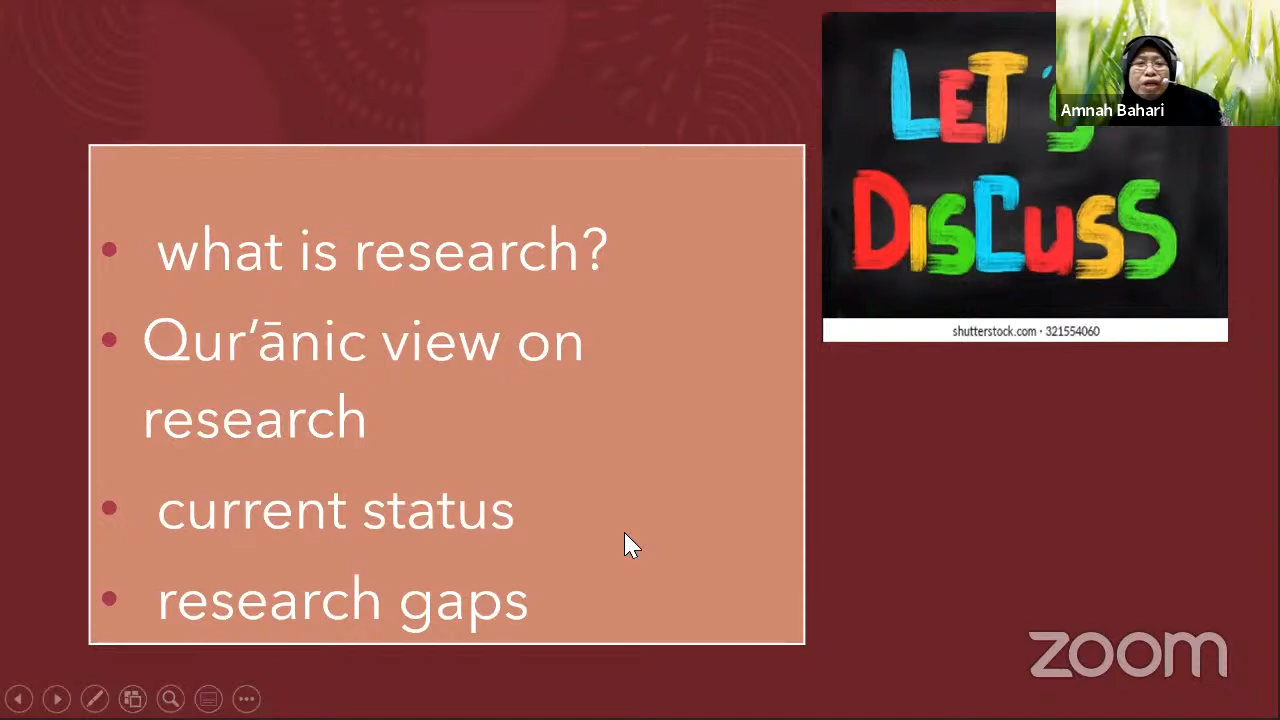 LET'S
DISCUSS
Amnah Bahari
shutterstock.com · 321554060
• what is research?
• Qur’ānic view on
research
• current status
• research gaps
zoom